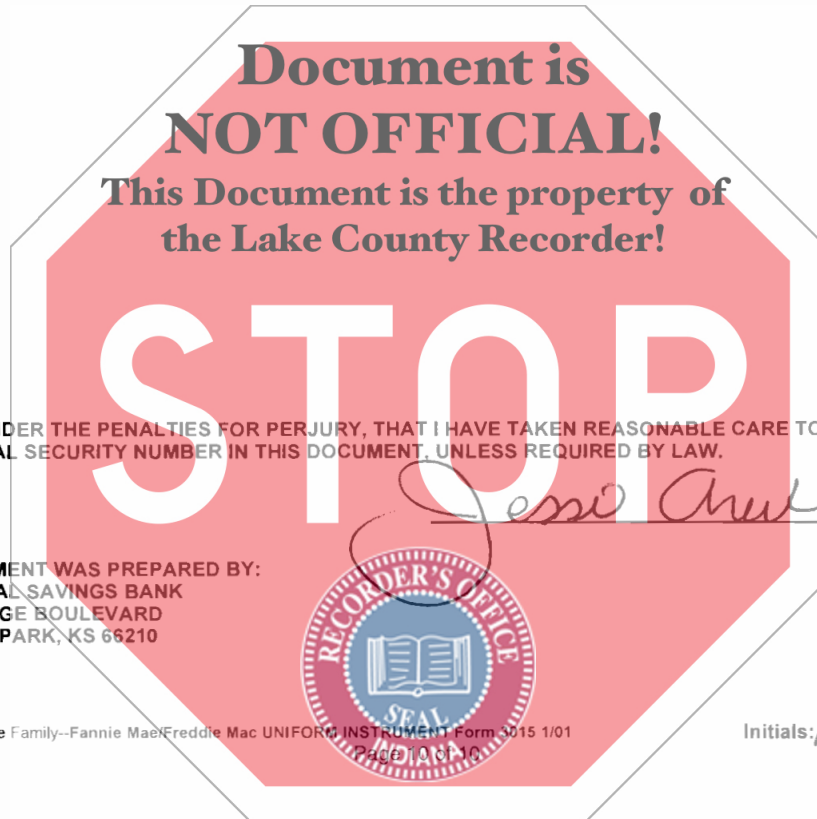 Document is
NOT OFFICIAL!
This Document is the property of
the Lake County Recorder!
STOP
DER THE PENALTIES FOR PERJURY, THAT I HAVE TAKEN REASONABLE CARE TO
AL SECURITY NUMBER IN THIS DOCUMENT, UNLESS REQUIRED BY LAW.
Jessi
MENT WAS PREPARED BY:
AL SAVINGS BANK
GE BOULEVARD
PARK, KS 66210
RECORDER'S OFFICE
SEAL
INDIANA
e Family--Fannie Mae/Freddie Mac UNIFORM INSTRUMENT Form 3015 1/01
Initials:
Page 10 of 10